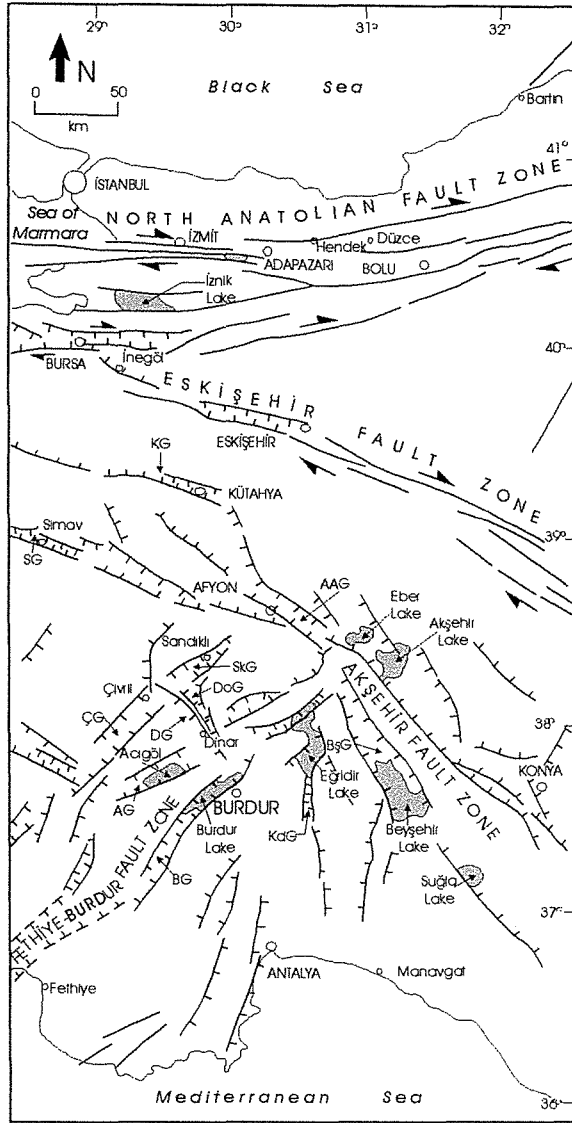 29° 30° 31° 32°
N
0 50
km
Black Sea
Bartın
41°
İSTANBUL
Sea of
Marmara
NORTH ANATOLIAN FAULT ZONE
İZMİT
Hendek
Düzce
ADAPAZARI
BOLU
İznik
Lake
40°
BURSA
İnegöl
ESKİŞEHİR FAULT ZONE
ESKİŞEHİR
KG
KÜTAHYA
39°
Simav
SG
AFYON
AAG
Eber
Lake
Akşehir
Lake
Sandıklı
SkG
DoG
AKŞEHİR FAULT ZONE
Çivril
ÇG
DG
Dinar
38°
BşG
KONYA
Acıgöl
AG
Eğridir
Lake
BURDUR
Burdur
Lake
KdG
Beyşehir
Lake
FETHİYE-BURDUR FAULT ZONE
BG
Suğla
Lake
37°
ANTALYA
Manavgat
Fethiye
Mediterranean Sea
36°